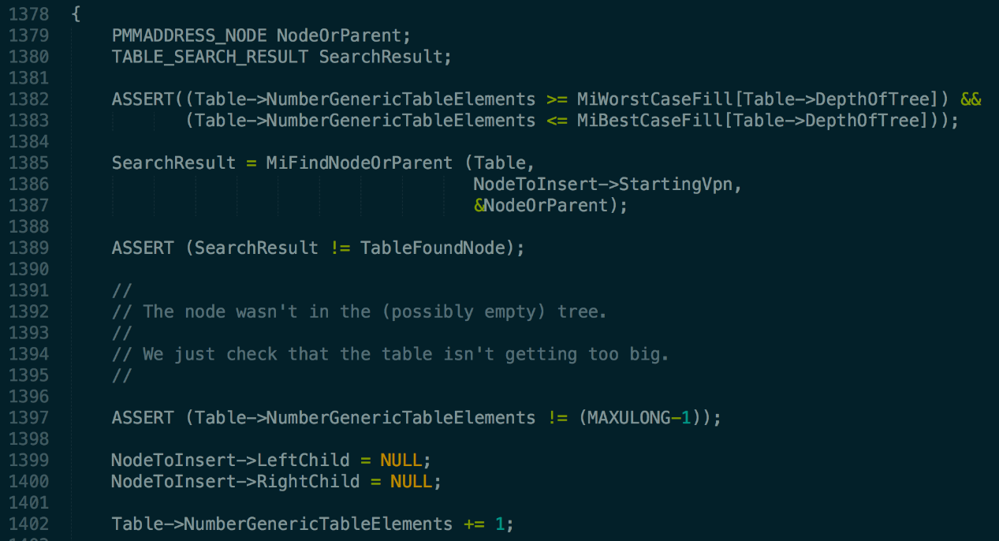 1378 {
1379     PMMADDRESS_NODE NodeOrParent;
1380     TABLE_SEARCH_RESULT SearchResult;
1381
1382     ASSERT((Table->NumberGenericTableElements >= MiWorstCaseFill[Table->DepthOfTree]) &&
1383            (Table->NumberGenericTableElements <= MiBestCaseFill[Table->DepthOfTree]));
1384
1385     SearchResult = MiFindNodeOrParent (Table,
1386                                        NodeToInsert->StartingVpn,
1387                                        &NodeOrParent);
1388
1389     ASSERT (SearchResult != TableFoundNode);
1390
1391     //
1392     // The node wasn't in the (possibly empty) tree.
1393     //
1394     // We just check that the table isn't getting too big.
1395     //
1396
1397     ASSERT (Table->NumberGenericTableElements != (MAXULONG-1));
1398
1399     NodeToInsert->LeftChild = NULL;
1400     NodeToInsert->RightChild = NULL;
1401
1402     Table->NumberGenericTableElements += 1;